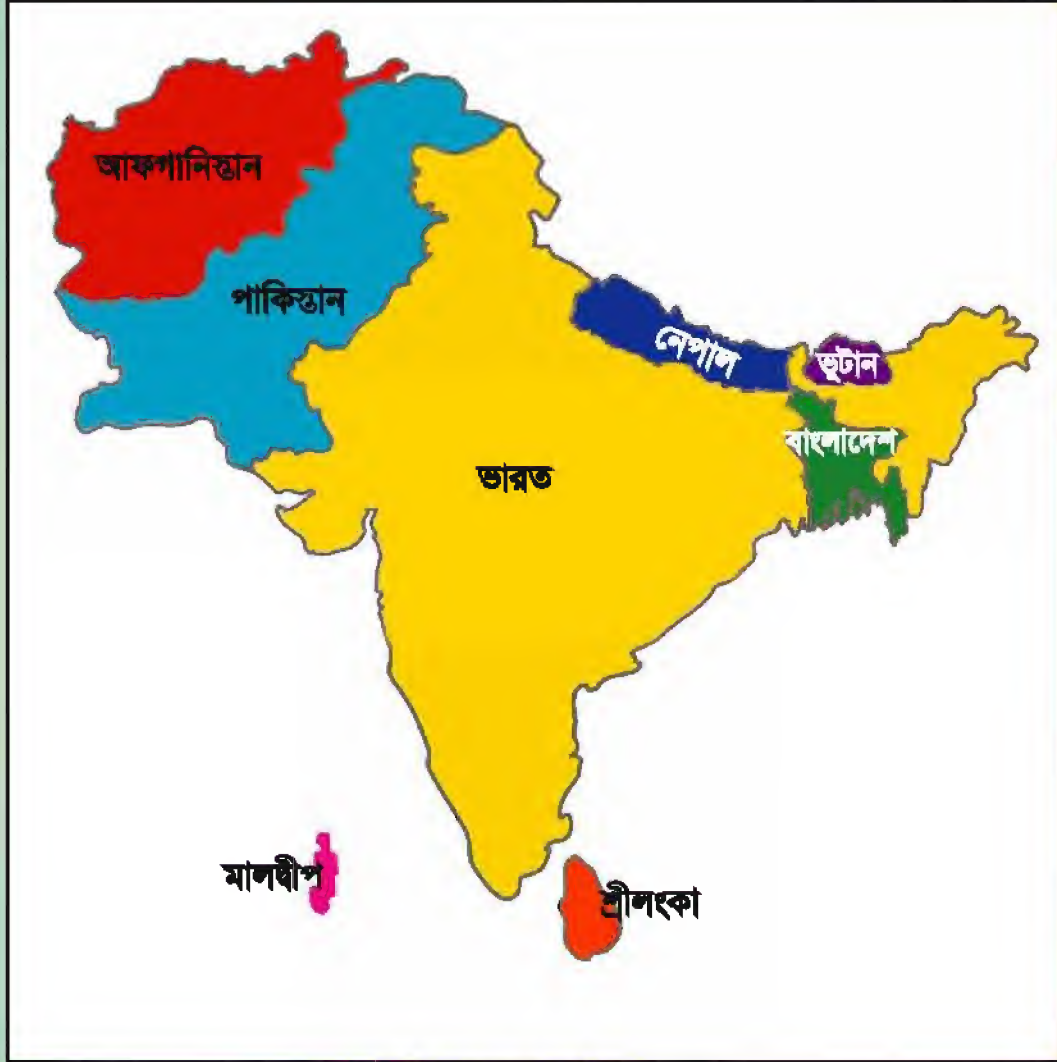 আফগানিস্তান
পাকিস্তান
নেপাল
ভুটান
বাংলাদেশ
ভারত
মালদ্বীপ
শ্রীলংকা